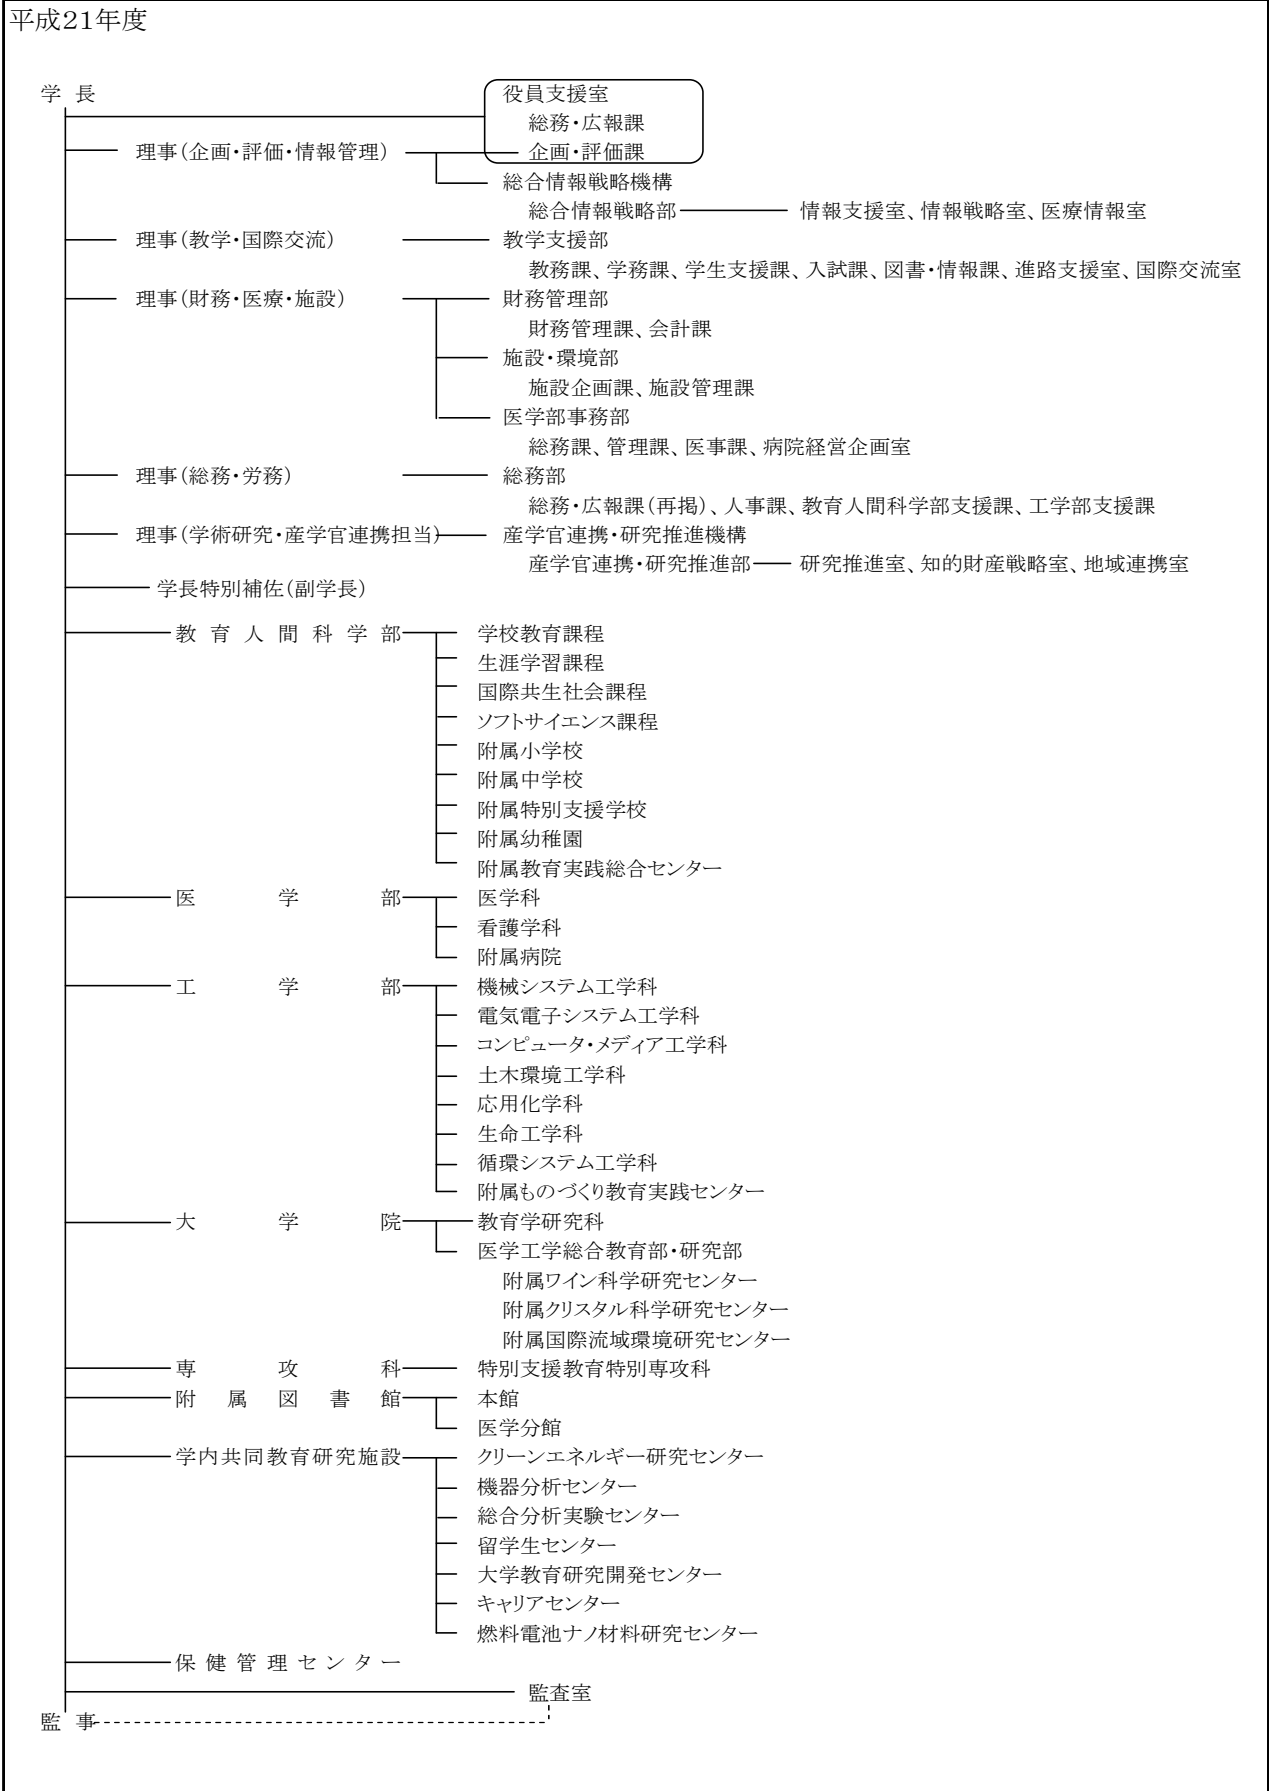 平成21年度
学長
役員支援室
総務・広報課
理事(企画・評価・情報管理) 企画・評価課
総合情報戦略機構
総合情報戦略部 情報支援室、情報戦略室、医療情報室
理事(教学・国際交流) 教学支援部
教務課、学務課、学生支援課、入試課、図書・情報課、進路支援室、国際交流室
理事(財務・医療・施設) 財務管理部
財務管理課、会計課
施設・環境部
施設企画課、施設管理課
医学部事務部
総務課、管理課、医事課、病院経営企画室
理事(総務・労務) 総務部
総務・広報課(再掲)、人事課、教育人間科学部支援課、工学部支援課
理事(学術研究・産学官連携担当) 産学官連携・研究推進機構
産学官連携・研究推進部 研究推進室、知的財産戦略室、地域連携室
学長特別補佐(副学長)
教育人間科学部 学校教育課程
生涯学習課程
国際共生社会課程
ソフトサイエンス課程
附属小学校
附属中学校
附属特別支援学校
附属幼稚園
附属教育実践総合センター
医学部 医学科
看護学科
附属病院
工学部 機械システム工学科
電気電子システム工学科
コンピュータ・メディア工学科
土木環境工学科
応用化学科
生命工学科
循環システム工学科
附属ものづくり教育実践センター
大学院 教育学研究科
医学工学総合教育部・研究部
附属ワイン科学研究センター
附属クリスタル科学研究センター
附属国際流域環境研究センター
専攻科 特別支援教育特別専攻科
附属図書館 本館
医学分館
学内共同教育研究施設 クリーンエネルギー研究センター
機器分析センター
総合分析実験センター
留学生センター
大学教育研究開発センター
キャリアセンター
燃料電池ナノ材料研究センター
保健管理センター
監査室
監事